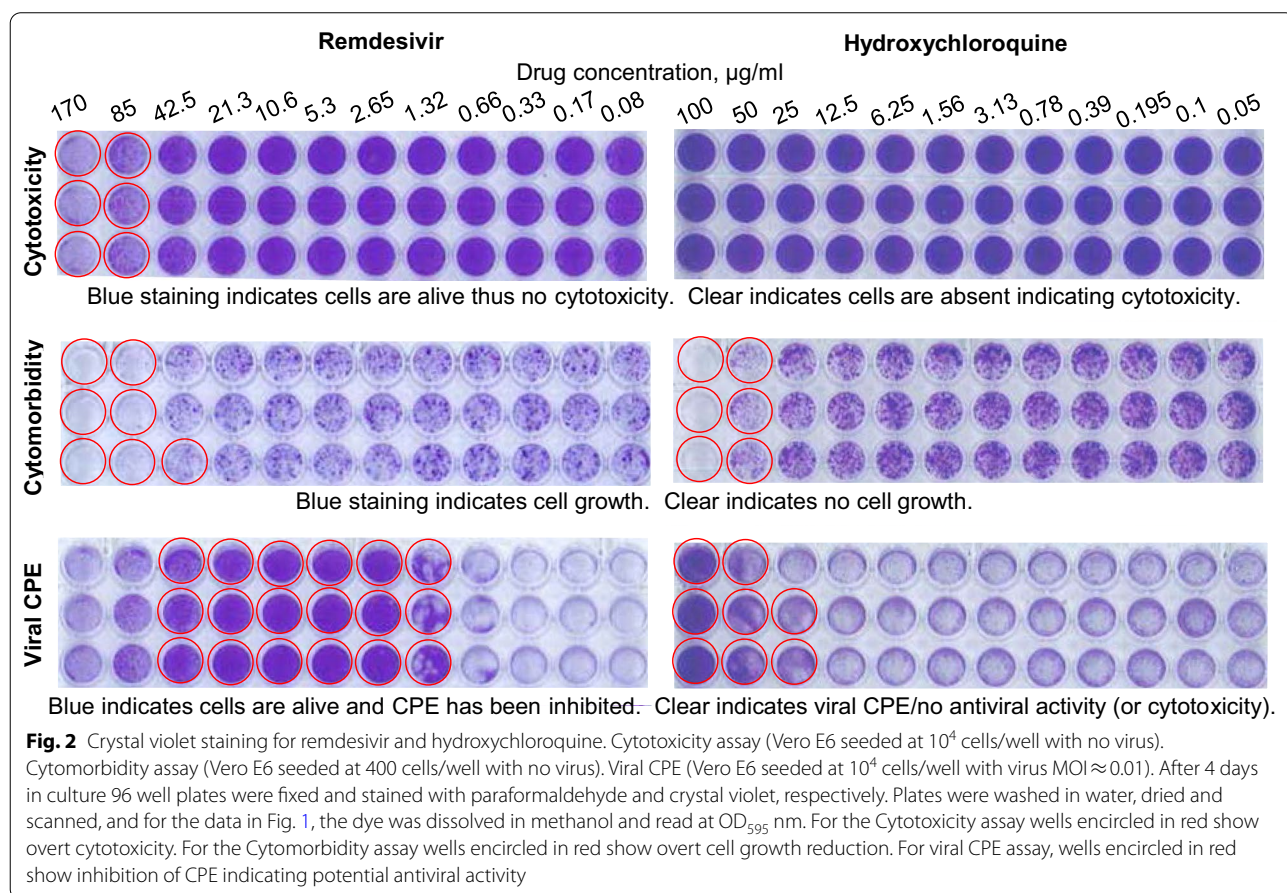 Remdesivir
Hydroxychloroquine
Drug concentration, µg/ml
170 85 42.5 21.3 10.6 5.3 2.65 1.32 0.66 0.33 0.17 0.08
100 50 25 12.5 6.25 1.56 3.13 0.78 0.39 0.195 0.1 0.05
Cytotoxicity
Blue staining indicates cells are alive thus no cytotoxicity. Clear indicates cells are absent indicating cytotoxicity.
Cytomorbidity
Blue staining indicates cell growth. Clear indicates no cell growth.
Viral CPE
Blue indicates cells are alive and CPE has been inhibited. Clear indicates viral CPE/no antiviral activity (or cytotoxicity).
Fig. 2 Crystal violet staining for remdesivir and hydroxychloroquine. Cytotoxicity assay (Vero E6 seeded at 10⁴ cells/well with no virus).
Cytomorbidity assay (Vero E6 seeded at 400 cells/well with no virus). Viral CPE (Vero E6 seeded at 10⁴ cells/well with virus MOI ≈ 0.01). After 4 days
in culture 96 well plates were fixed and stained with paraformaldehyde and crystal violet, respectively. Plates were washed in water, dried and
scanned, and for the data in Fig. 1, the dye was dissolved in methanol and read at OD₅₉₅ nm. For the Cytotoxicity assay wells encircled in red show
overt cytotoxicity. For the Cytomorbidity assay wells encircled in red show overt cell growth reduction. For viral CPE assay, wells encircled in red
show inhibition of CPE indicating potential antiviral activity